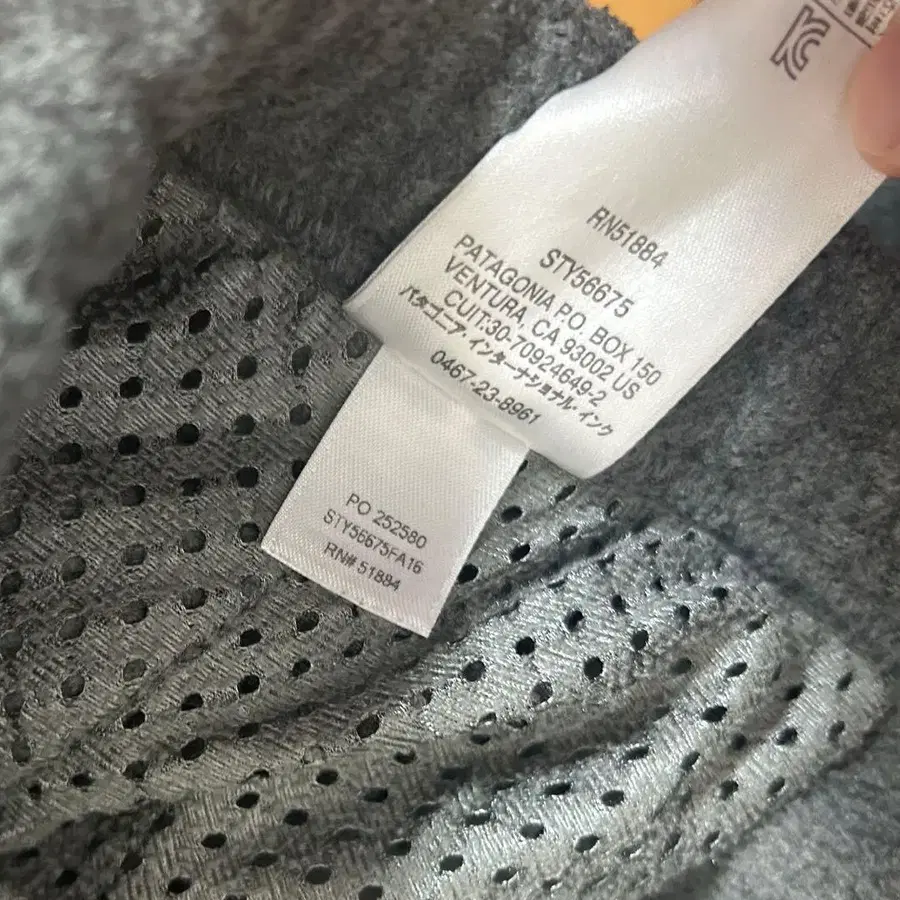 RN51884
STY56675
PATAGONIA P.O. BOX 150
VENTURA, CA 93002 US
CUIT:30-70924649-2
パタゴニア・インターナショナル・インク
0467-23-8961
PO 252580
STY56675FA16
RN# 51884